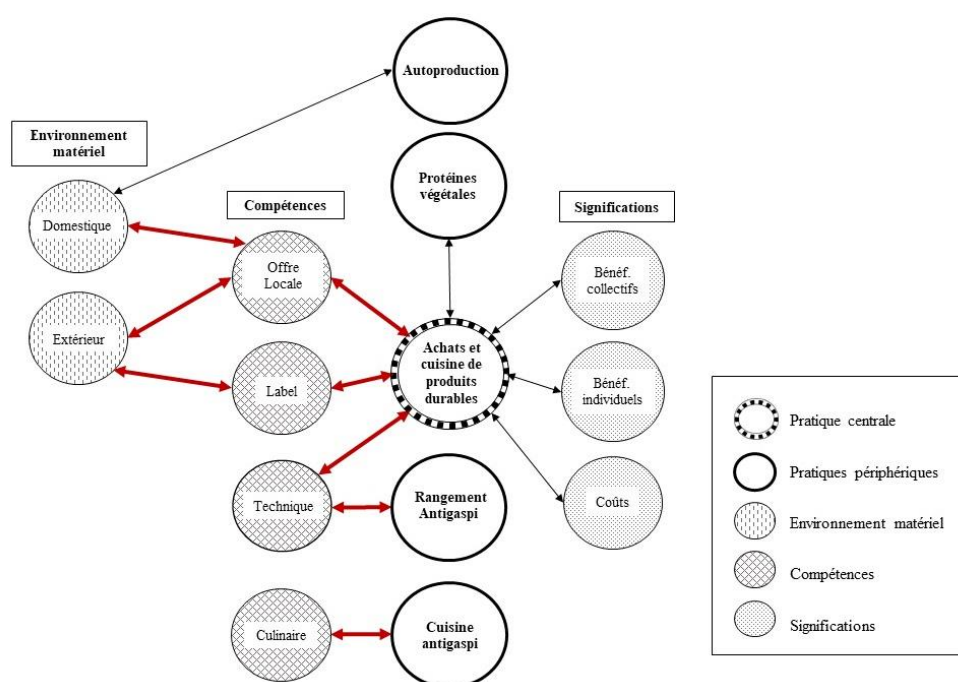 Autoproduction
Environnement
matériel
Protéines
végétales
Compétences
Significations
Domestique
Offre
Locale
Bénéf.
collectifs
Extérieur
Achats et
cuisine de
produits
durables
Label
Bénéf.
individuels
Technique
Rangement
Antigaspi
Coûts
Culinaire
Cuisine
antigaspi
Pratique centrale
Pratiques périphériques
Environnement matériel
Compétences
Significations